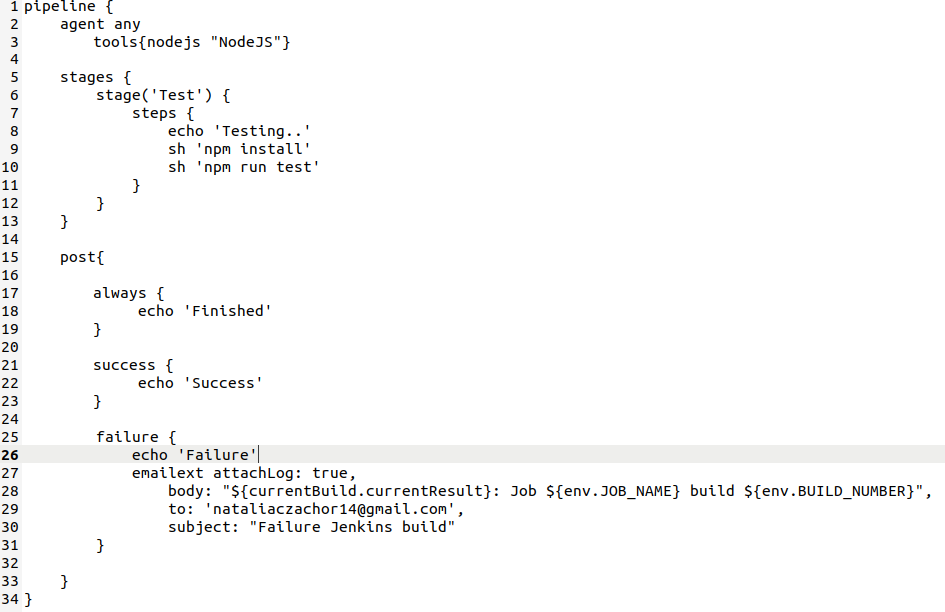 1 pipeline {
2     agent any
3         tools{nodejs "NodeJS"}
4
5     stages {
6         stage('Test') {
7             steps {
8                 echo 'Testing..'
9                 sh 'npm install'
10                 sh 'npm run test'
11             }
12         }
13     }
14
15     post{
16
17         always {
18              echo 'Finished'
19         }
20
21         success {
22              echo 'Success'
23         }
24
25         failure {
26             echo 'Failure'
27             emailext attachLog: true,
28                 body: "${currentBuild.currentResult}: Job ${env.JOB_NAME} build ${env.BUILD_NUMBER}",
29                 to: 'nataliaczachor14@gmail.com',
30                 subject: "Failure Jenkins build"
31         }
32
33     }
34 }